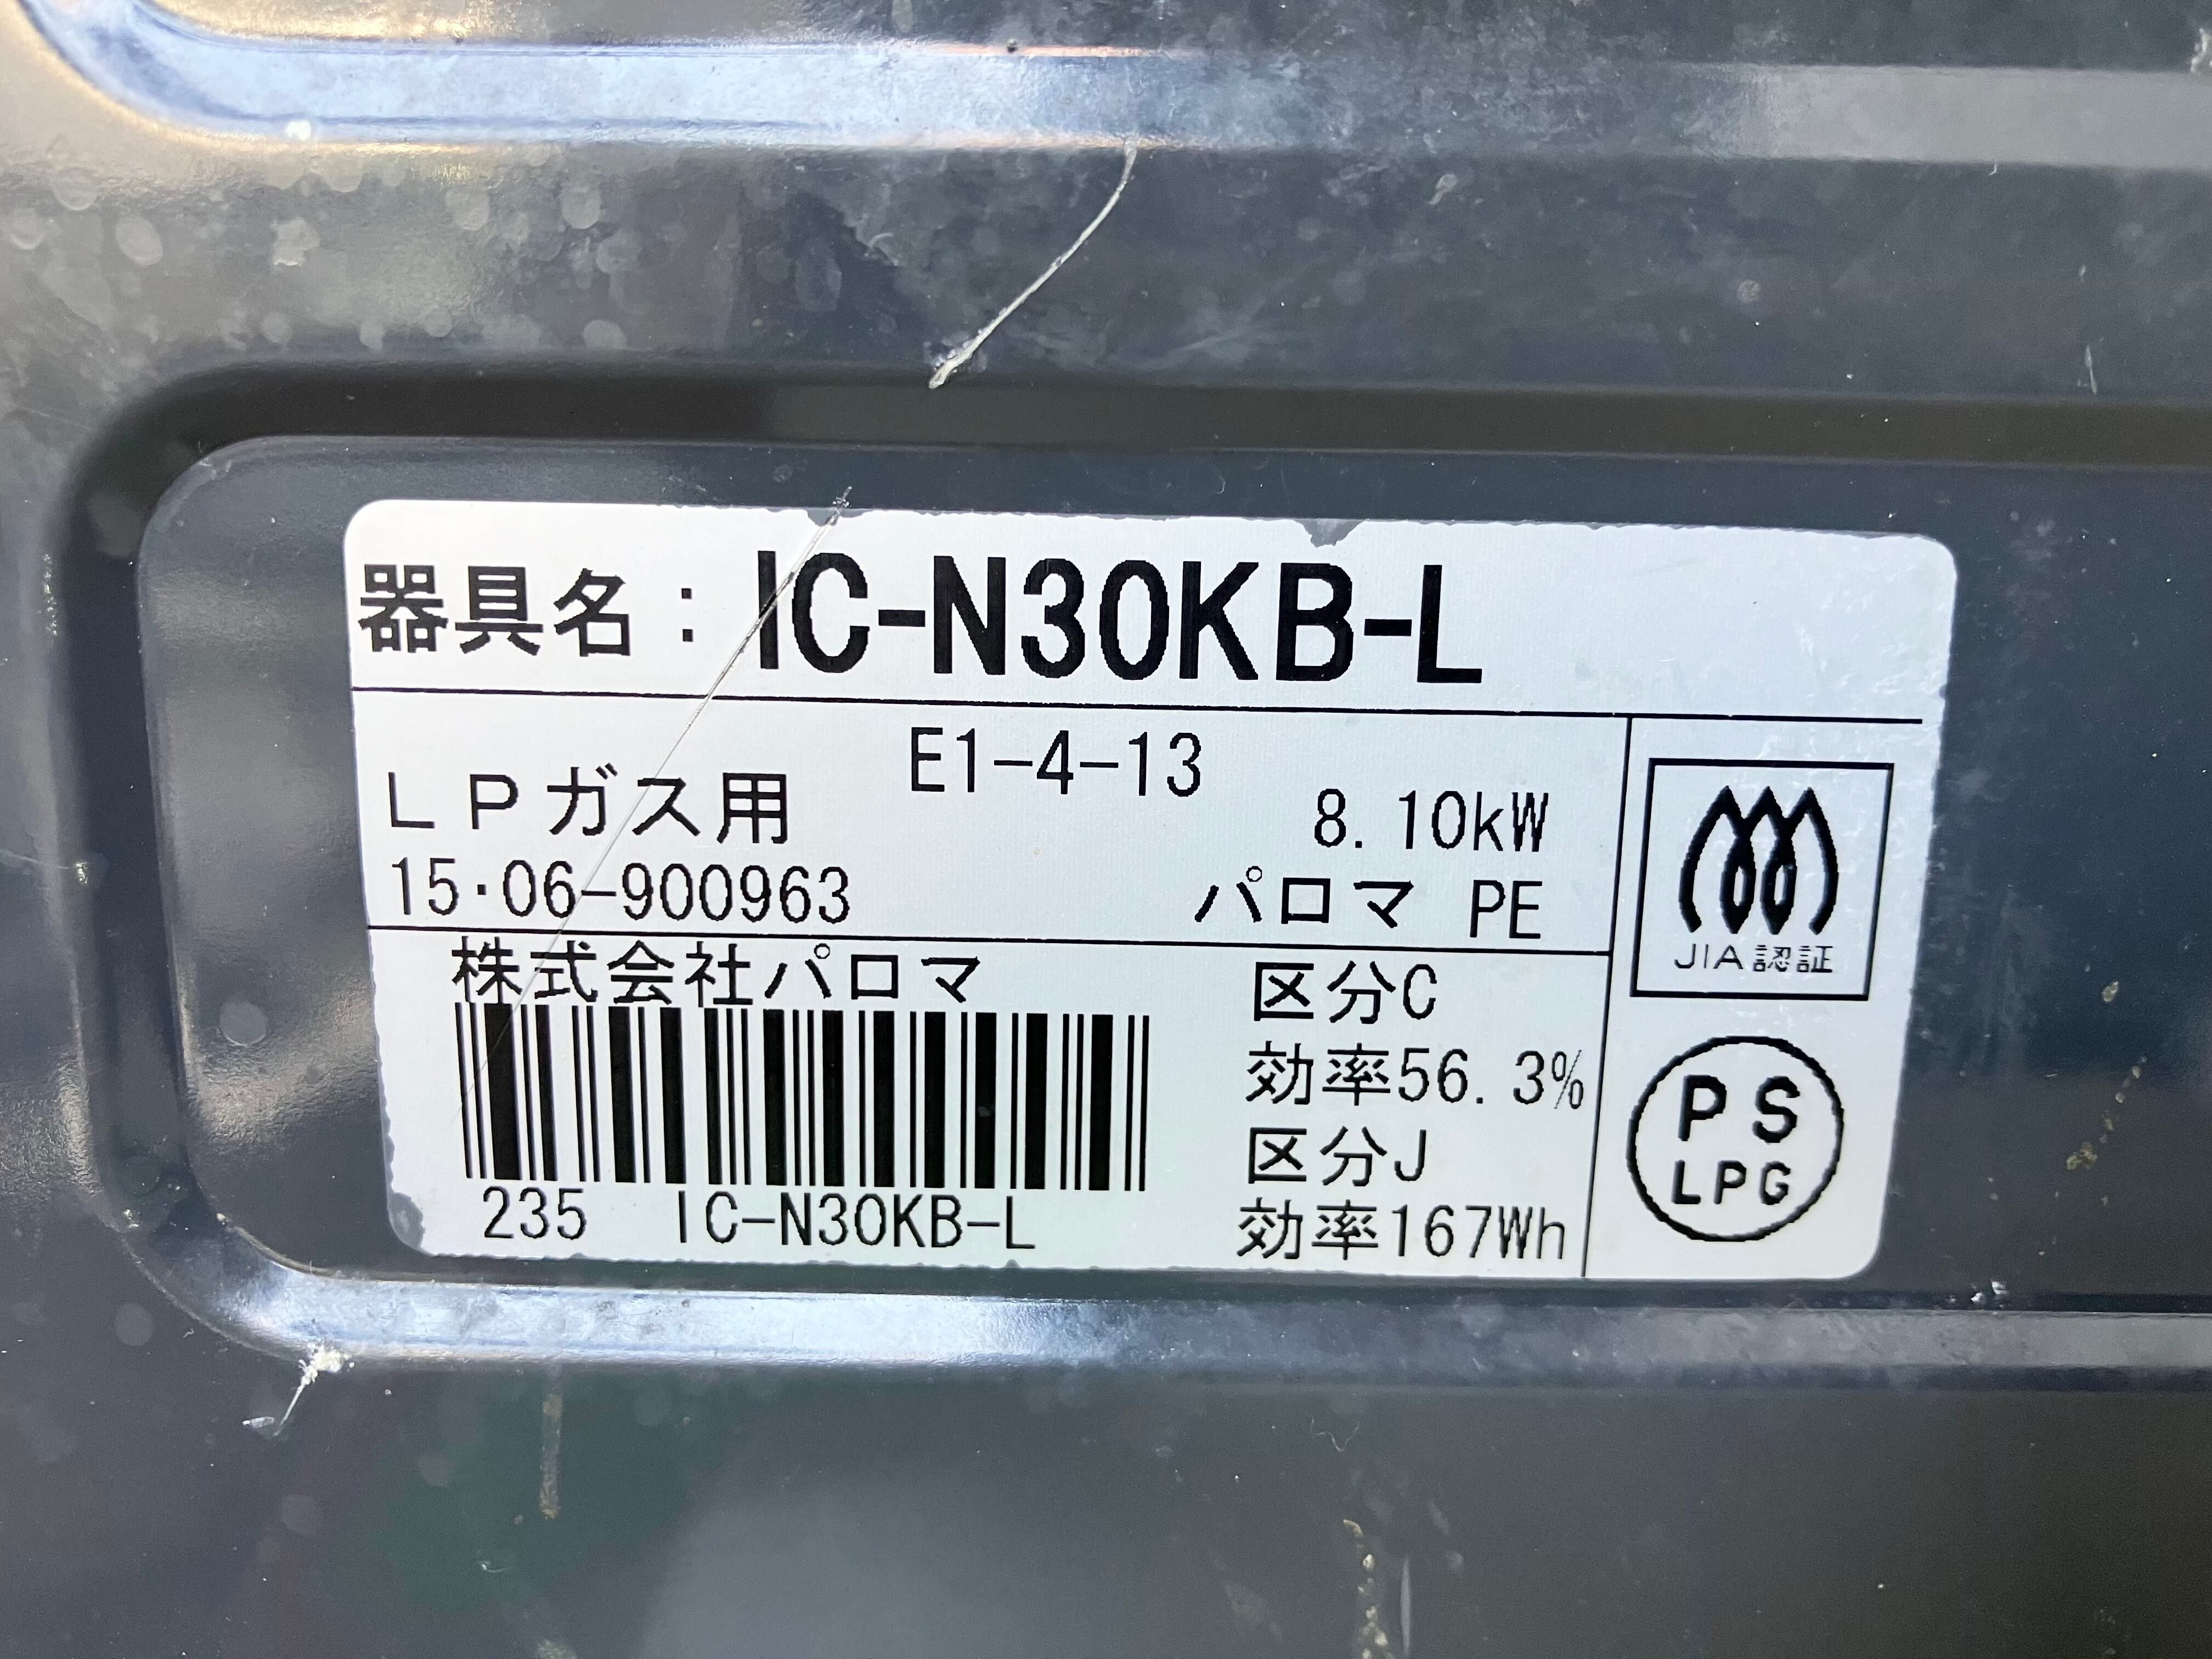 器具名：IC-N30KB-L
E1-4-13
LPガス用
8.10kW
15・06-900963
パロマ PE
JIA認証
株式会社パロマ
区分C
効率56.3%
区分J
効率167Wh
235 IC-N30KB-L
PS
LPG